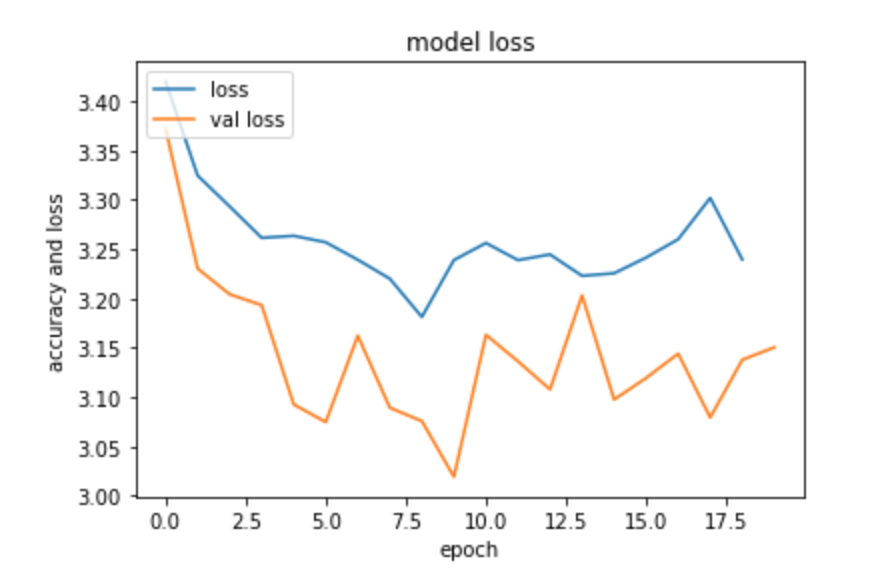 model loss
loss
val loss
accuracy and loss
3.40
3.35
3.30
3.25
3.20
3.15
3.10
3.05
3.00
0.0 2.5 5.0 7.5 10.0 12.5 15.0 17.5
epoch